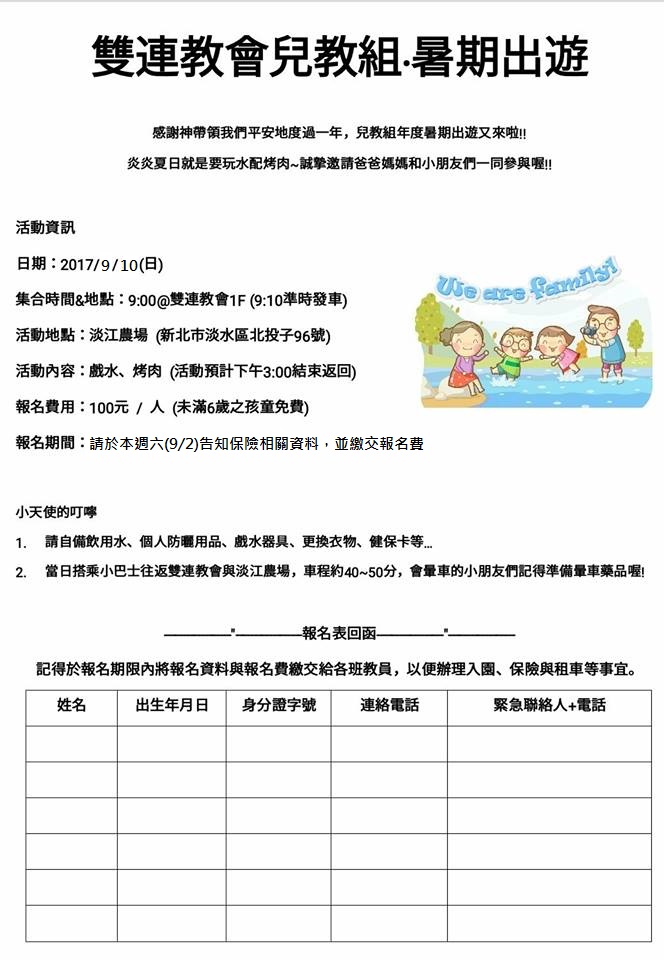 雙連教會兒教組·暑期出遊
感謝神帶領我們平安地度過一年，兒教組年度暑期出遊又來啦!!
炎炎夏日就是要玩水配烤肉~誠摯邀請爸爸媽媽和小朋友們一同參與喔!!
活動資訊
日期：2017/9/10(日)
集合時間&地點：9:00@雙連教會1F (9:10準時發車)
活動地點：淡江農場 (新北市淡水區北投子96號)
活動內容：戲水、烤肉 (活動預計下午3:00結束返回)
報名費用：100元 / 人 (未滿6歲之孩童免費)
報名期間：請於本週六(9/2)告知保險相關資料，並繳交報名費
We are family!
小天使的叮嚀
1. 請自備飲用水、個人防曬用品、戲水器具、更換衣物、健保卡等...
2. 當日搭乘小巴士往返雙連教會與淡江農場，車程約40~50分，會暈車的小朋友們記得準備暈車藥品喔!
——————"——————報名表回函——————"——————
記得於報名期限內將報名資料與報名費繳交給各班教員，以便辦理入園、保險與租車等事宜。
姓名 出生年月日 身分證字號 連絡電話 緊急聯絡人+電話